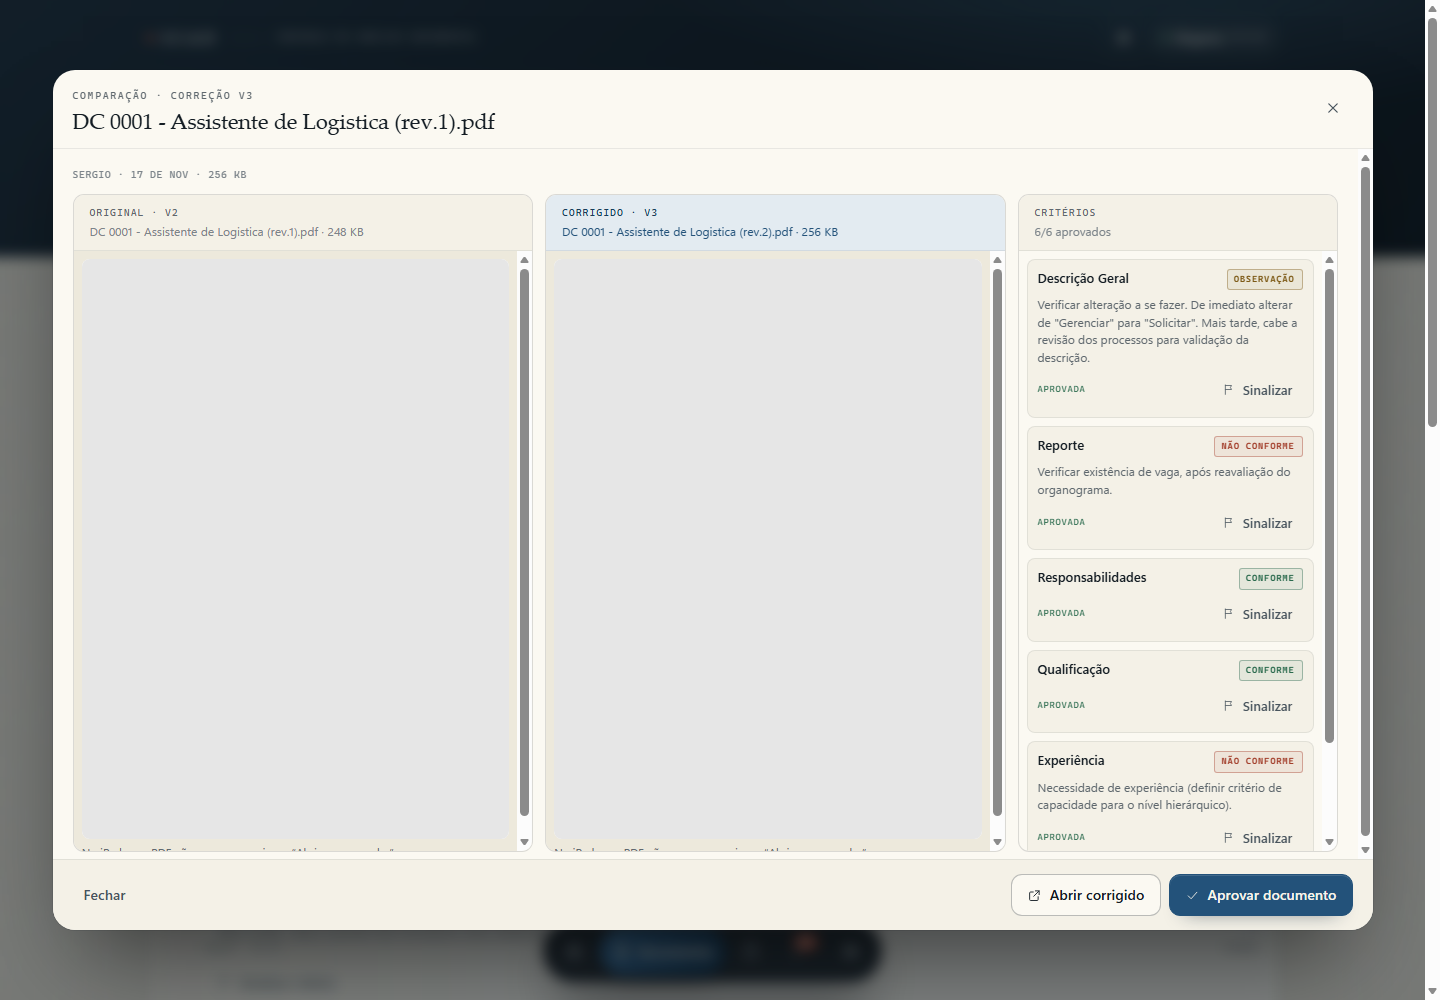 COMPARAÇÃO · CORREÇÃO V3
DC 0001 - Assistente de Logistica (rev.1).pdf
SERGIO · 17 DE NOV · 256 KB
ORIGINAL · V2
DC 0001 - Assistente de Logistica (rev.1).pdf · 248 KB
CORRIGIDO · V3
DC 0001 - Assistente de Logistica (rev.2).pdf · 256 KB
CRITÉRIOS
6/6 aprovados
Descrição Geral
OBSERVAÇÃO
Verificar alteração a se fazer. De imediato alterar
de "Gerenciar" para "Solicitar". Mais tarde, cabe a
revisão dos processos para validação da
descrição.
APROVADA
Sinalizar
Reporte
NÃO CONFORME
Verificar existência de vaga, após reavaliação do
organograma.
APROVADA
Sinalizar
Responsabilidades
CONFORME
APROVADA
Sinalizar
Qualificação
CONFORME
APROVADA
Sinalizar
Experiência
NÃO CONFORME
Necessidade de experiência (definir critério de
capacidade para o nível hierárquico).
APROVADA
Sinalizar
Fechar
Abrir corrigido
Aprovar documento